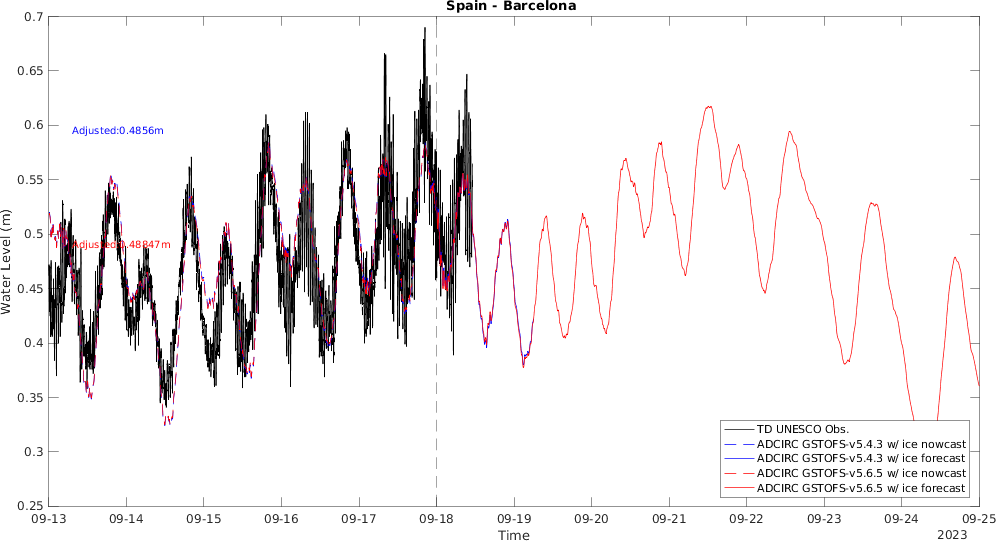 Spain - Barcelona
0.7
0.65
0.6
0.55
0.5
0.45
0.4
0.35
0.3
0.25
Water Level (m)
Adjusted:0.4856m
Adjusted:0.48847m
TD UNESCO Obs.
ADCIRC GSTOFS-v5.4.3 w/ ice nowcast
ADCIRC GSTOFS-v5.4.3 w/ ice forecast
ADCIRC GSTOFS-v5.6.5 w/ ice nowcast
ADCIRC GSTOFS-v5.6.5 w/ ice forecast
09-13 09-14 09-15 09-16 09-17 09-18 09-19 09-20 09-21 09-22 09-23 09-24 09-25
Time
2023